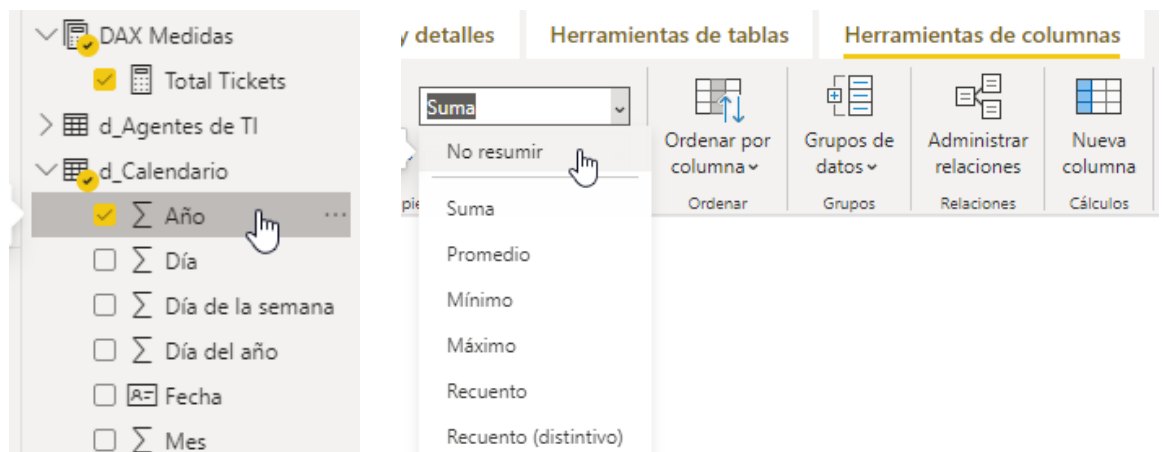 DAX Medidas
Total Tickets
d_Agentes de TI
d_Calendario
Año
Día
Día de la semana
Día del año
Fecha
Mes
y detalles Herramientas de tablas Herramientas de columnas
Suma
No resumir
Suma
Promedio
Mínimo
Máximo
Recuento
Recuento (distintivo)
Ordenar por
columna
Ordenar
Grupos de
datos
Grupos
Administrar
relaciones
Relaciones
Nueva
columna
Cálculos